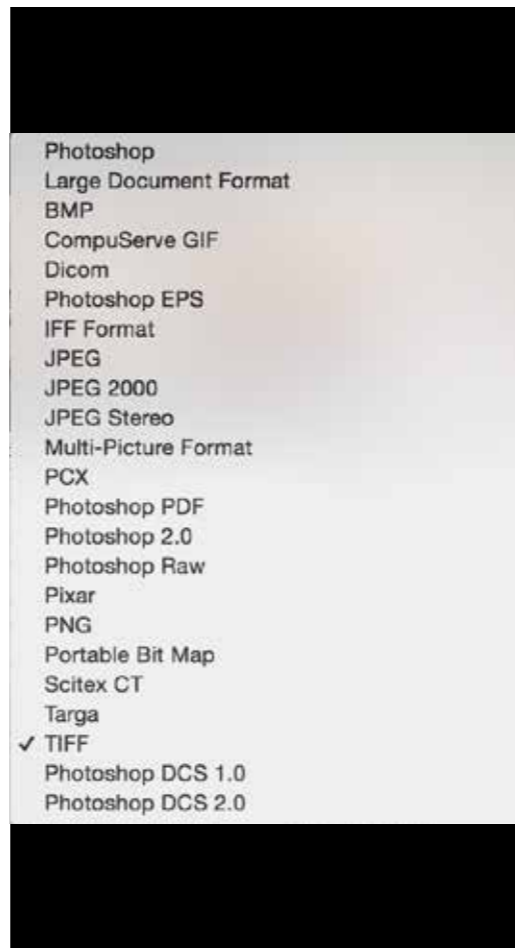 Photoshop
Large Document Format
BMP
CompuServe GIF
Dicom
Photoshop EPS
IFF Format
JPEG
JPEG 2000
JPEG Stereo
Multi-Picture Format
PCX
Photoshop PDF
Photoshop 2.0
Photoshop Raw
Pixar
PNG
Portable Bit Map
Scitex CT
Targa
✓ TIFF
Photoshop DCS 1.0
Photoshop DCS 2.0